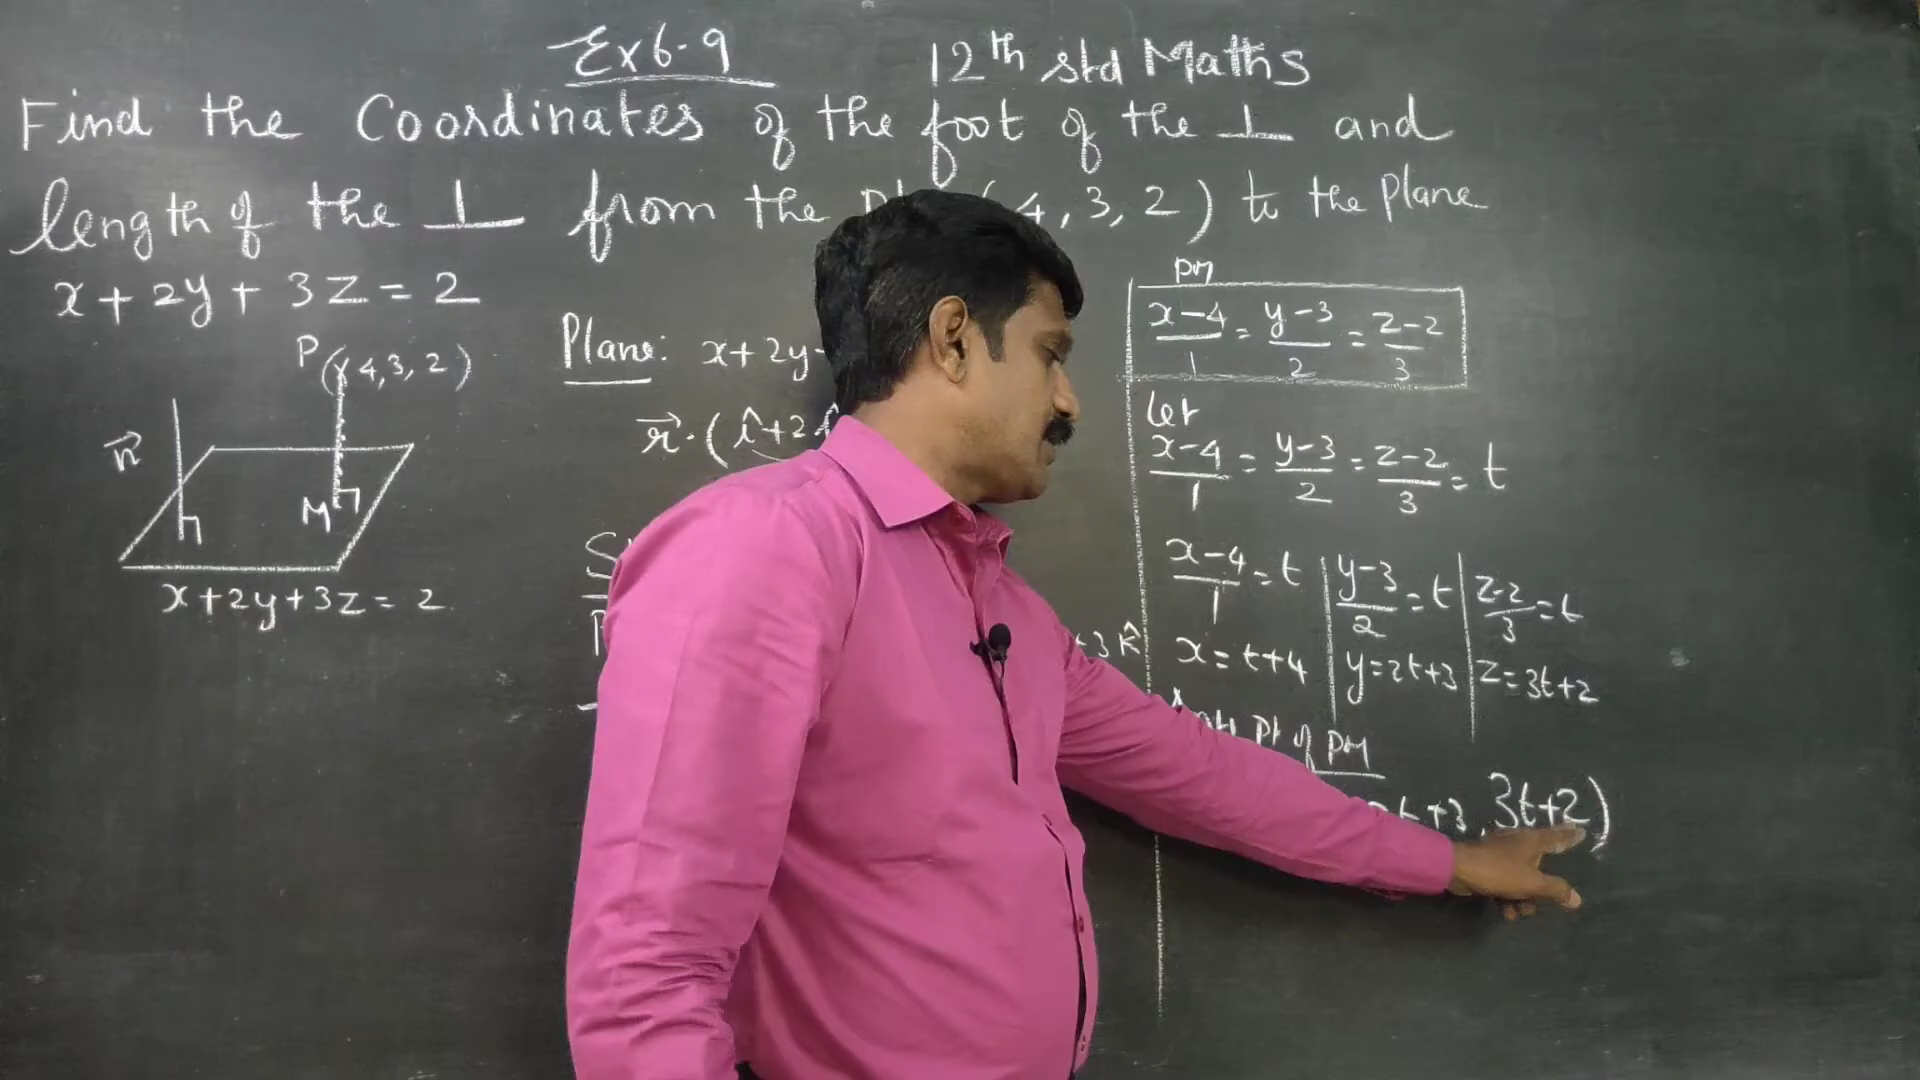 Ex 6.9 12th std Maths
Find the Coordinates of the foot of the ⊥ and
length of the ⊥ from the (4, 3, 2) to the plane
x + 2y + 3z = 2
P(4, 3, 2)
n⃗
M
x + 2y + 3z = 2
Plane: x + 2y
r⃗ · (î + 2
+3k̂
PM
(x-4)/1 = (y-3)/2 = (z-2)/3
let
(x-4)/1 = (y-3)/2 = (z-2)/3 = t
(x-4)/1 = t | (y-3)/2 = t | (z-2)/3 = t
x = t+4 | y = 2t+3 | z = 3t+2
Pt of PM
t+3, 3t+2)